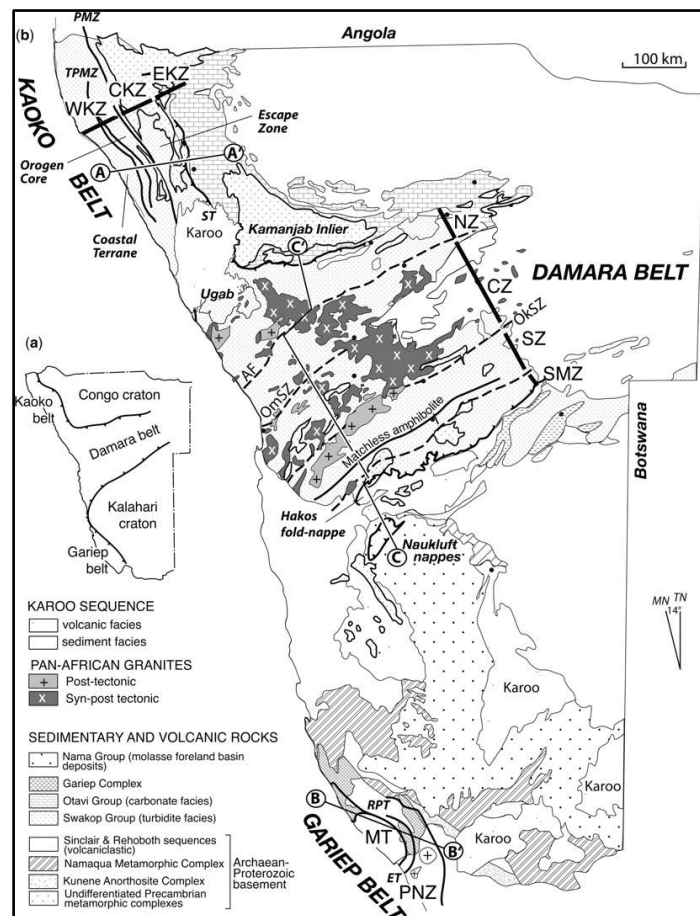 (b)
PMZ
Angola
100 km
TPMZ
EKZ
CKZ
WKZ
Escape
Zone
KAOKO
BELT
Orogen
Core
A
A'
Coastal
Terrane
ST
Karoo
Kamanjab Inlier
C'
NZ
DAMARA BELT
CZ
Ugab
OkSZ
SZ
AF
SMZ
OmSZ
Matchless amphibolite
Botswana
(a)
Congo craton
Kaoko
belt
Damara belt
Kalahari
craton
Gariep
belt
Hakos
fold-nappe
C
Naukluft
nappes
MN TN
14°
KAROO SEQUENCE
volcanic facies
sediment facies
PAN-AFRICAN GRANITES
+ Post-tectonic
x Syn-post tectonic
SEDIMENTARY AND VOLCANIC ROCKS
Nama Group (molasse foreland basin
deposits)
Gariep Complex
Otavi Group (carbonate facies)
Swakop Group (turbidite facies)
Sinclair & Rehoboth sequences
(volcaniclastic)
Namaqua Metamorphic Complex
Kunene Anorthosite Complex
Undifferentiated Precambrian
metamorphic complexes
Archaean-
Proterozoic
basement
Karoo
Karoo
Karoo
B
RPT
MT
B'
ET
PNZ
GARIEP BELT